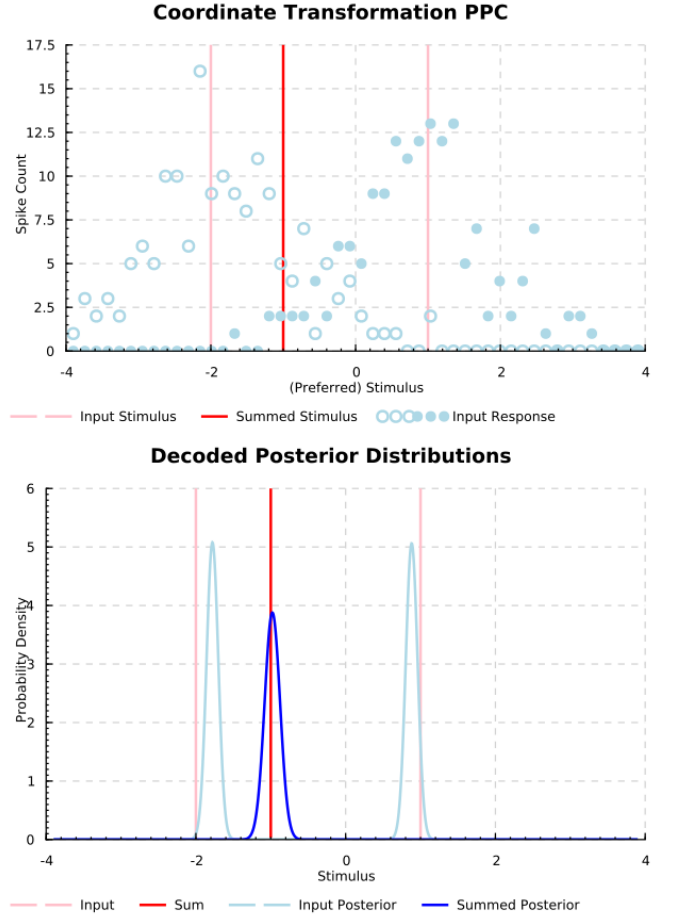 Coordinate Transformation PPC
17.5
15
12.5
10
7.5
5
2.5
0
Spike Count
-4 -2 0 2 4
(Preferred) Stimulus
Input Stimulus Summed Stimulus Input Response
Decoded Posterior Distributions
6
5
4
3
2
1
0
Probability Density
-4 -2 0 2 4
Stimulus
Input Sum Input Posterior Summed Posterior